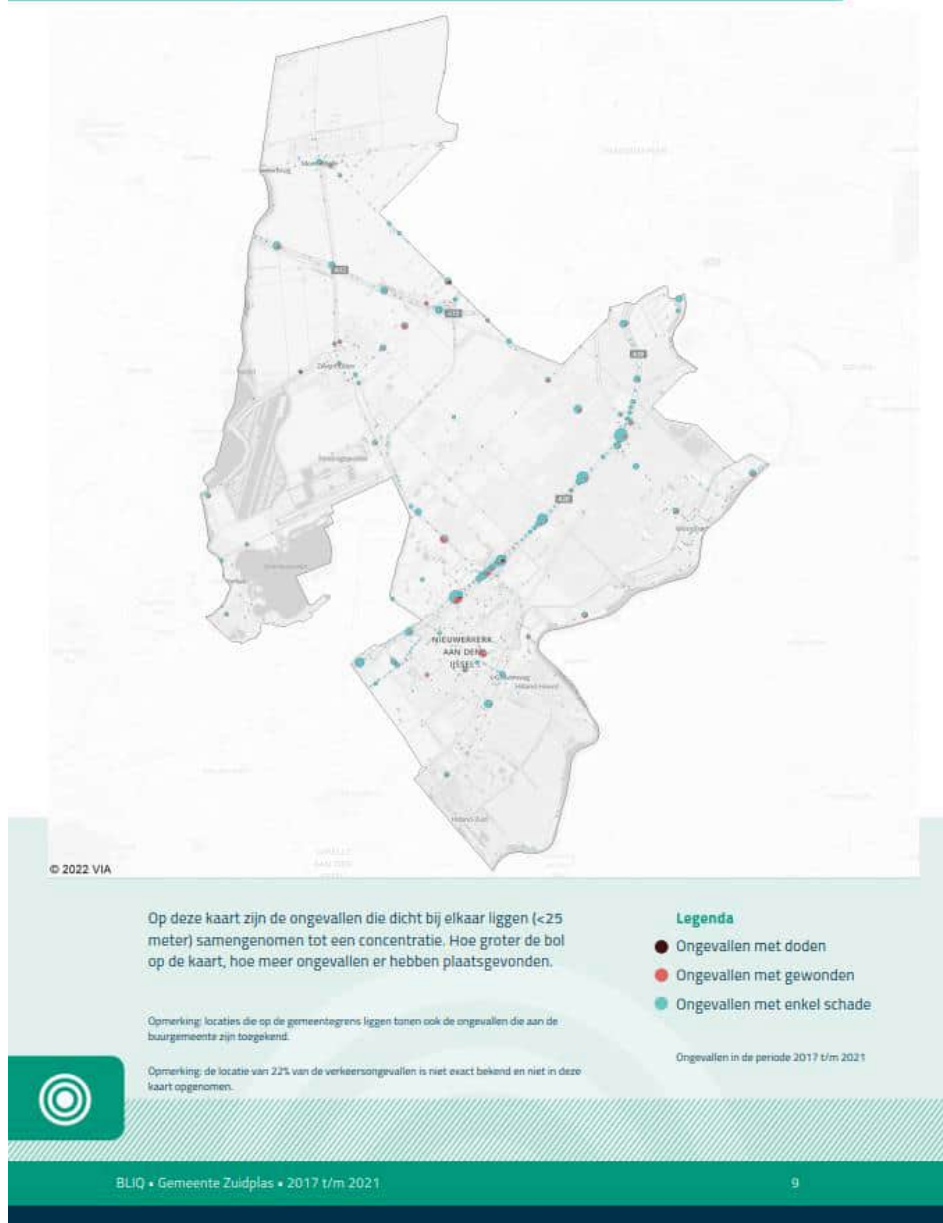 A12
A20
A20
NIEUWERKERK
AAN DEN
IJSSEL
© 2022 VIA
Op deze kaart zijn de ongevallen die dicht bij elkaar liggen (<25
meter) samengenomen tot een concentratie. Hoe groter de bol
op de kaart, hoe meer ongevallen er hebben plaatsgevonden.
Opmerking: locaties die op de gemeentegrens liggen tonen ook de ongevallen die aan de
buurgemeente zijn toegekend.
Opmerking: de locatie van 22% van de verkeersongevallen is niet exact bekend en niet in deze
kaart opgenomen.
Legenda
Ongevallen met doden
Ongevallen met gewonden
Ongevallen met enkel schade
Ongevallen in de periode 2017 t/m 2021
BLIQ • Gemeente Zuidplas • 2017 t/m 2021
9